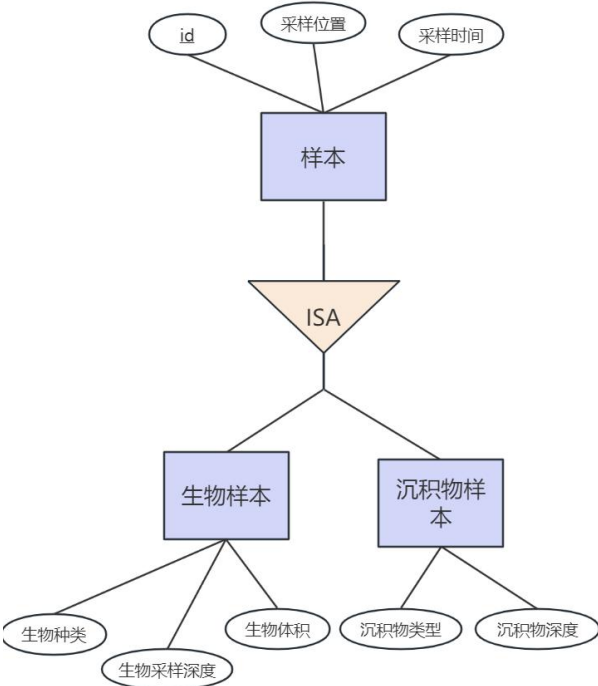 id
采样位置
采样时间
样本
ISA
生物样本
沉积物样
本
生物种类
生物采样深度
生物体积
沉积物类型
沉积物深度